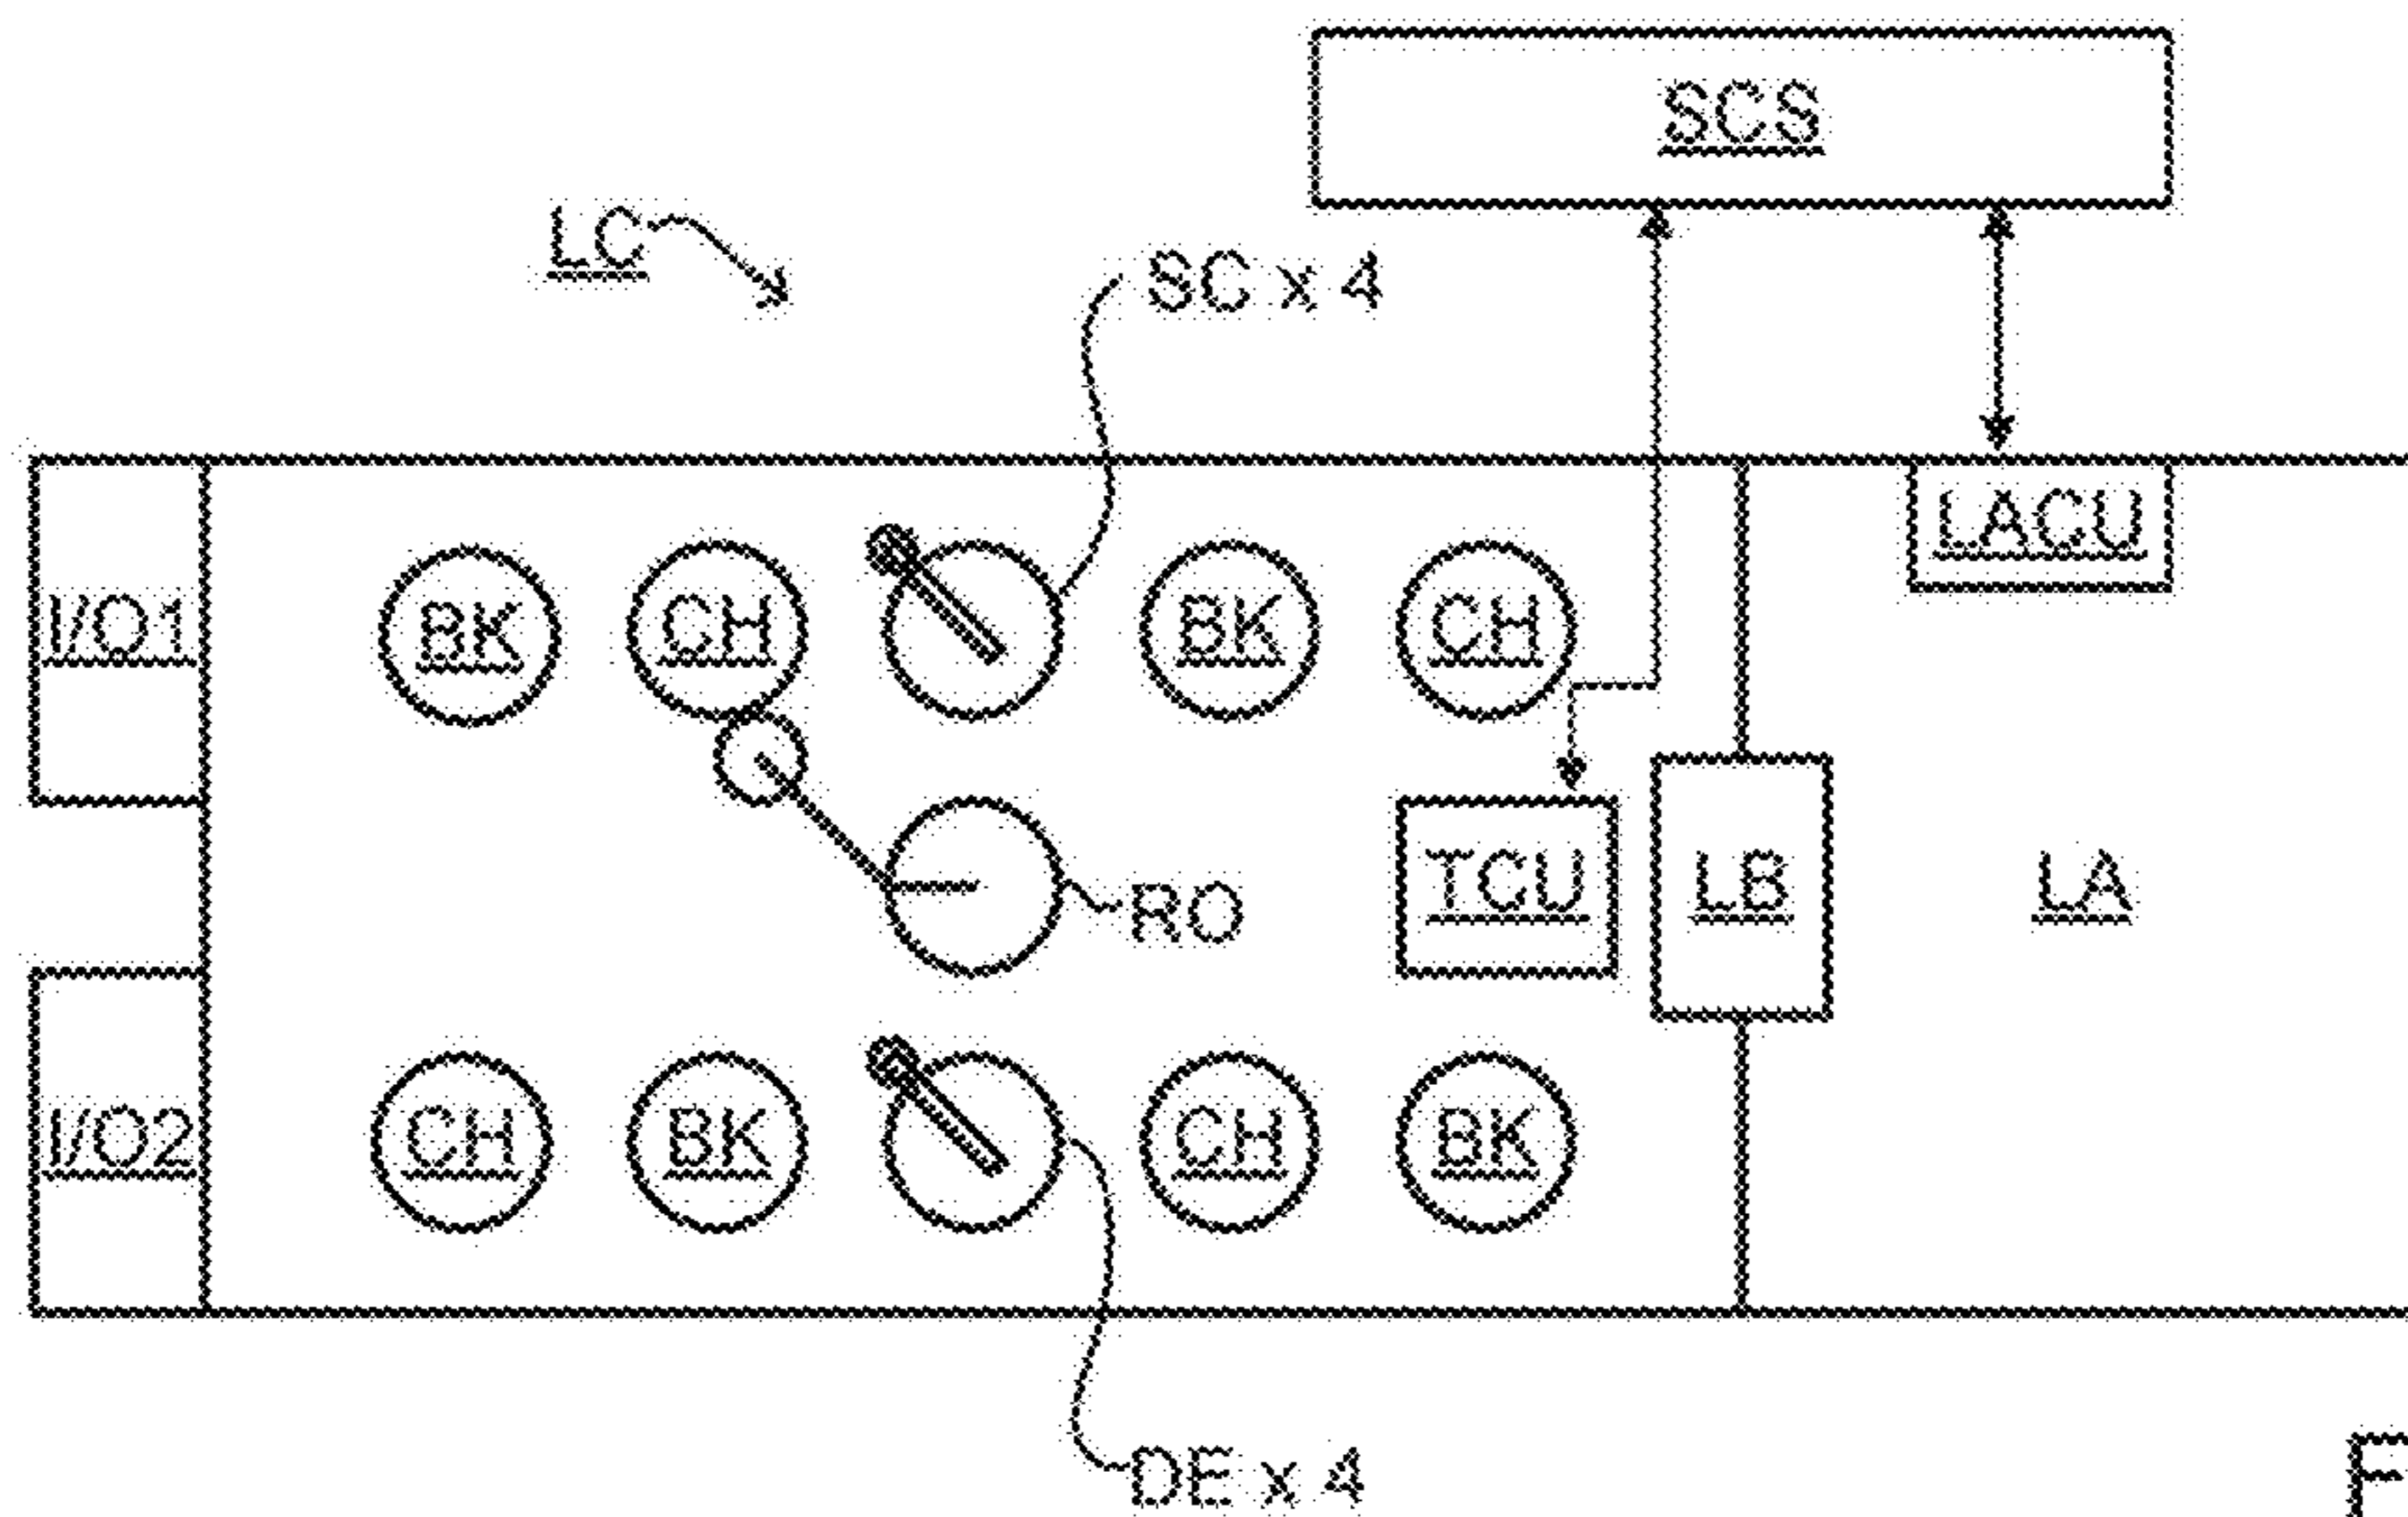 SCS
LC
SC x 4
LACU
I/O1
BK
CH
BK
CH
TCU
LB
LA
RO
I/O2
CH
BK
CH
BK
DE x 4